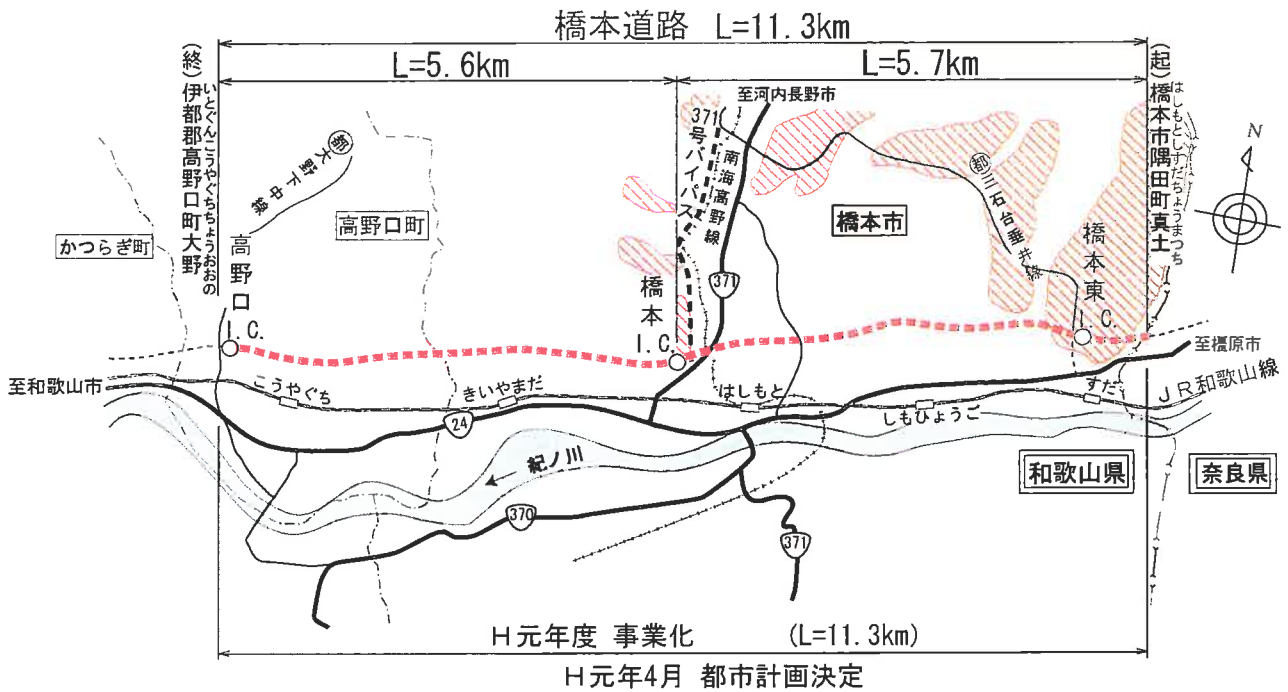 橋本道路 L=11.3km
L=5.6km
L=5.7km
(終)伊都郡高野口町大野
いとぐんこうやぐちちょうおおの
(起)橋本市隅田町真土
はしもとしすだちょうまつち
至河内長野市
371号バイパス
南海高野線
都 大野下中線
高野口町
かつらぎ町
高野口
I.C.
橋本
I.C.
371
橋本市
都 三石台垂井線
橋本東
I.C.
N
至橿原市
至和歌山市
こうやぐち
きいやまだ
はしもと
しもひょうご
すだ
JR和歌山線
24
紀ノ川
370
371
和歌山県
奈良県
H元年度 事業化 (L=11.3km)
H元年4月 都市計画決定